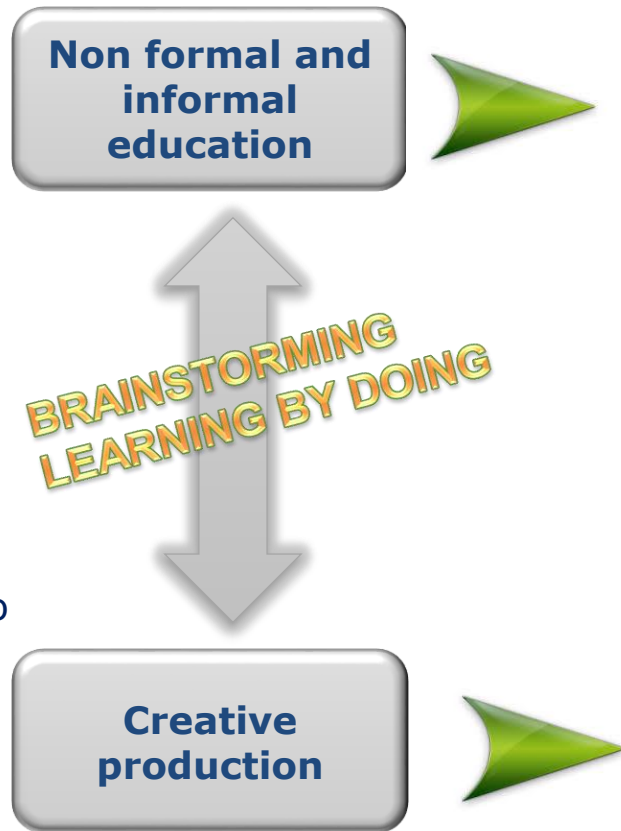 Non formal and
informal
education
BRAINSTORMING
LEARNING BY DOING
Creative
production